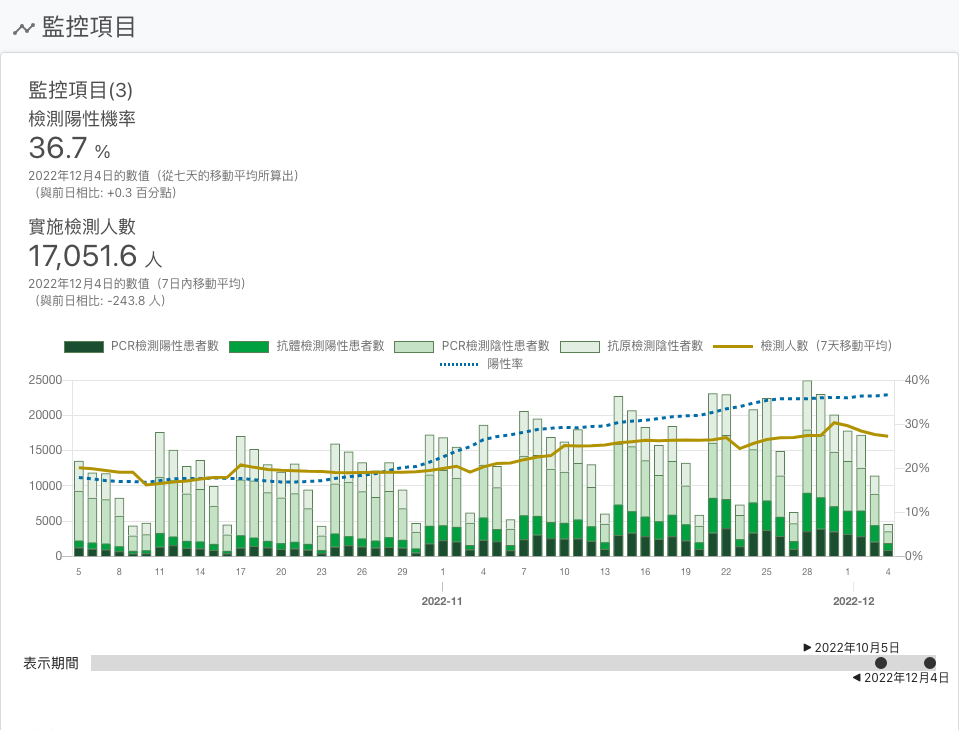 監控項目
監控項目(3)
檢測陽性機率
36.7 %
2022年12月4日的數值（從七天的移動平均所算出）
（與前日相比: +0.3 百分點）
實施檢測人數
17,051.6 人
2022年12月4日的數值（7日內移動平均）
（與前日相比: -243.8 人）
PCR檢測陽性患者數 抗體檢測陽性患者數 PCR檢測陰性患者數 抗原檢測陰性者數 檢測人數（7天移動平均）
陽性率
25000 40%
20000
30%
15000
20%
10000
10%
5000
0 0%
5 8 11 14 17 20 23 26 29 1 4 7 10 13 16 19 22 25 28 1 4
2022-11 2022-12
▶ 2022年10月5日
表示期間
◀ 2022年12月4日